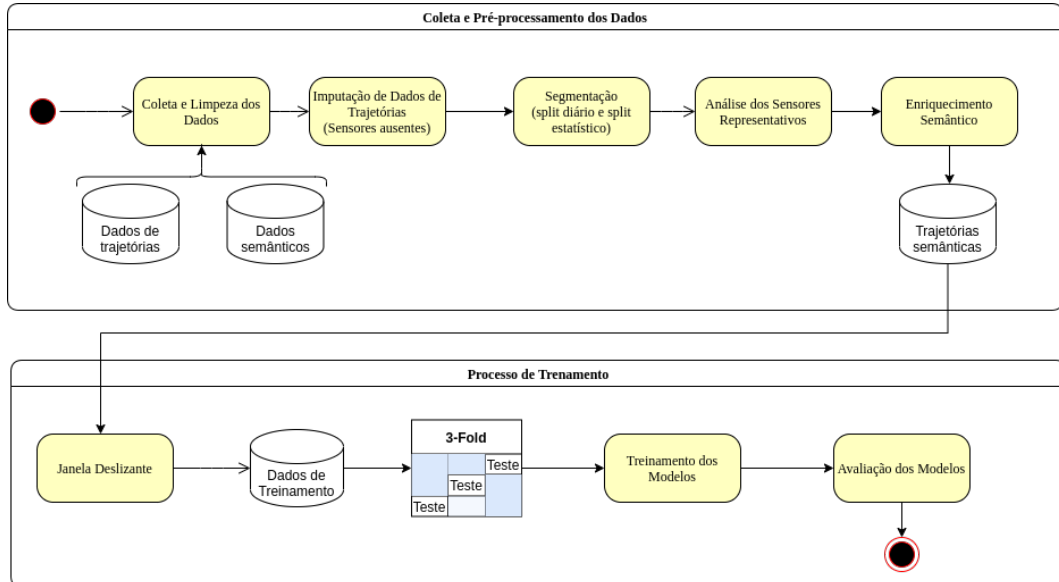 Coleta e Pré-processamento dos Dados
Coleta e Limpeza dos
Dados
Imputação de Dados de
Trajetórias
(Sensores ausentes)
Segmentação
(split diário e split
estatístico)
Análise dos Sensores
Representativos
Enriquecimento
Semântico
Dados de
trajetórias
Dados
semânticos
Trajetórias
semânticas
Processo de Trenamento
Janela Deslizante
Dados de
Treinamento
3-Fold
Teste
Teste
Teste
Treinamento dos
Modelos
Avaliação dos Modelos